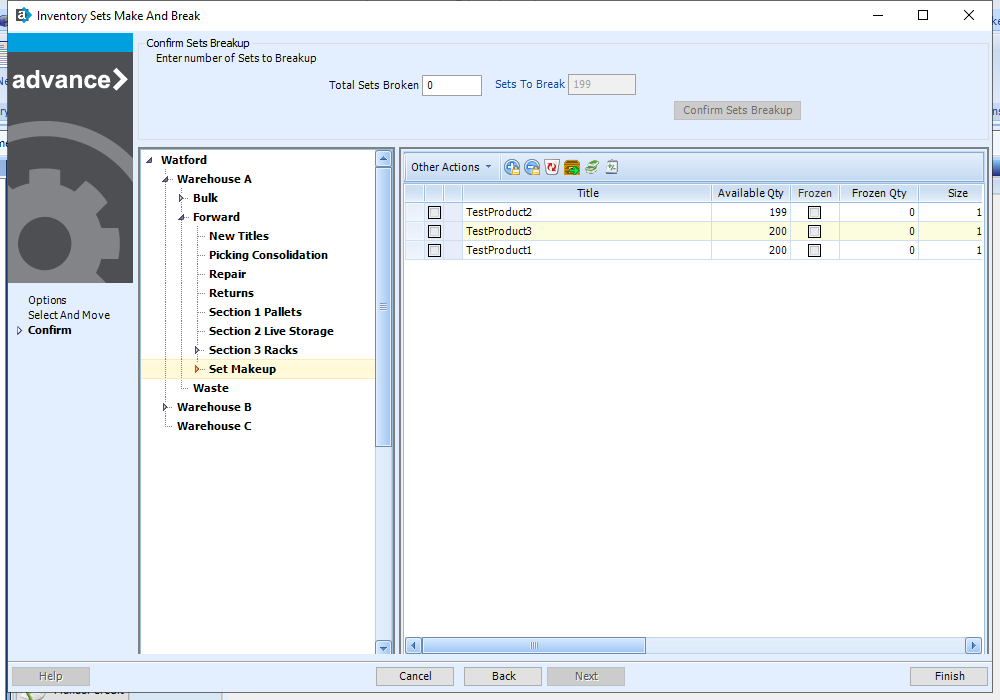 Inventory Sets Make And Break
Confirm Sets Breakup
Enter number of Sets to Breakup
Total Sets Broken 0 Sets To Break 199
Confirm Sets Breakup
advance
Options
Select And Move
Confirm
Watford
Warehouse A
Bulk
Forward
New Titles
Picking Consolidation
Repair
Returns
Section 1 Pallets
Section 2 Live Storage
Section 3 Racks
Set Makeup
Waste
Warehouse B
Warehouse C
Other Actions
Title Available Qty Frozen Frozen Qty Size
TestProduct2 199 0 1
TestProduct3 200 0 1
TestProduct1 200 0 1
Help Cancel Back Next Finish